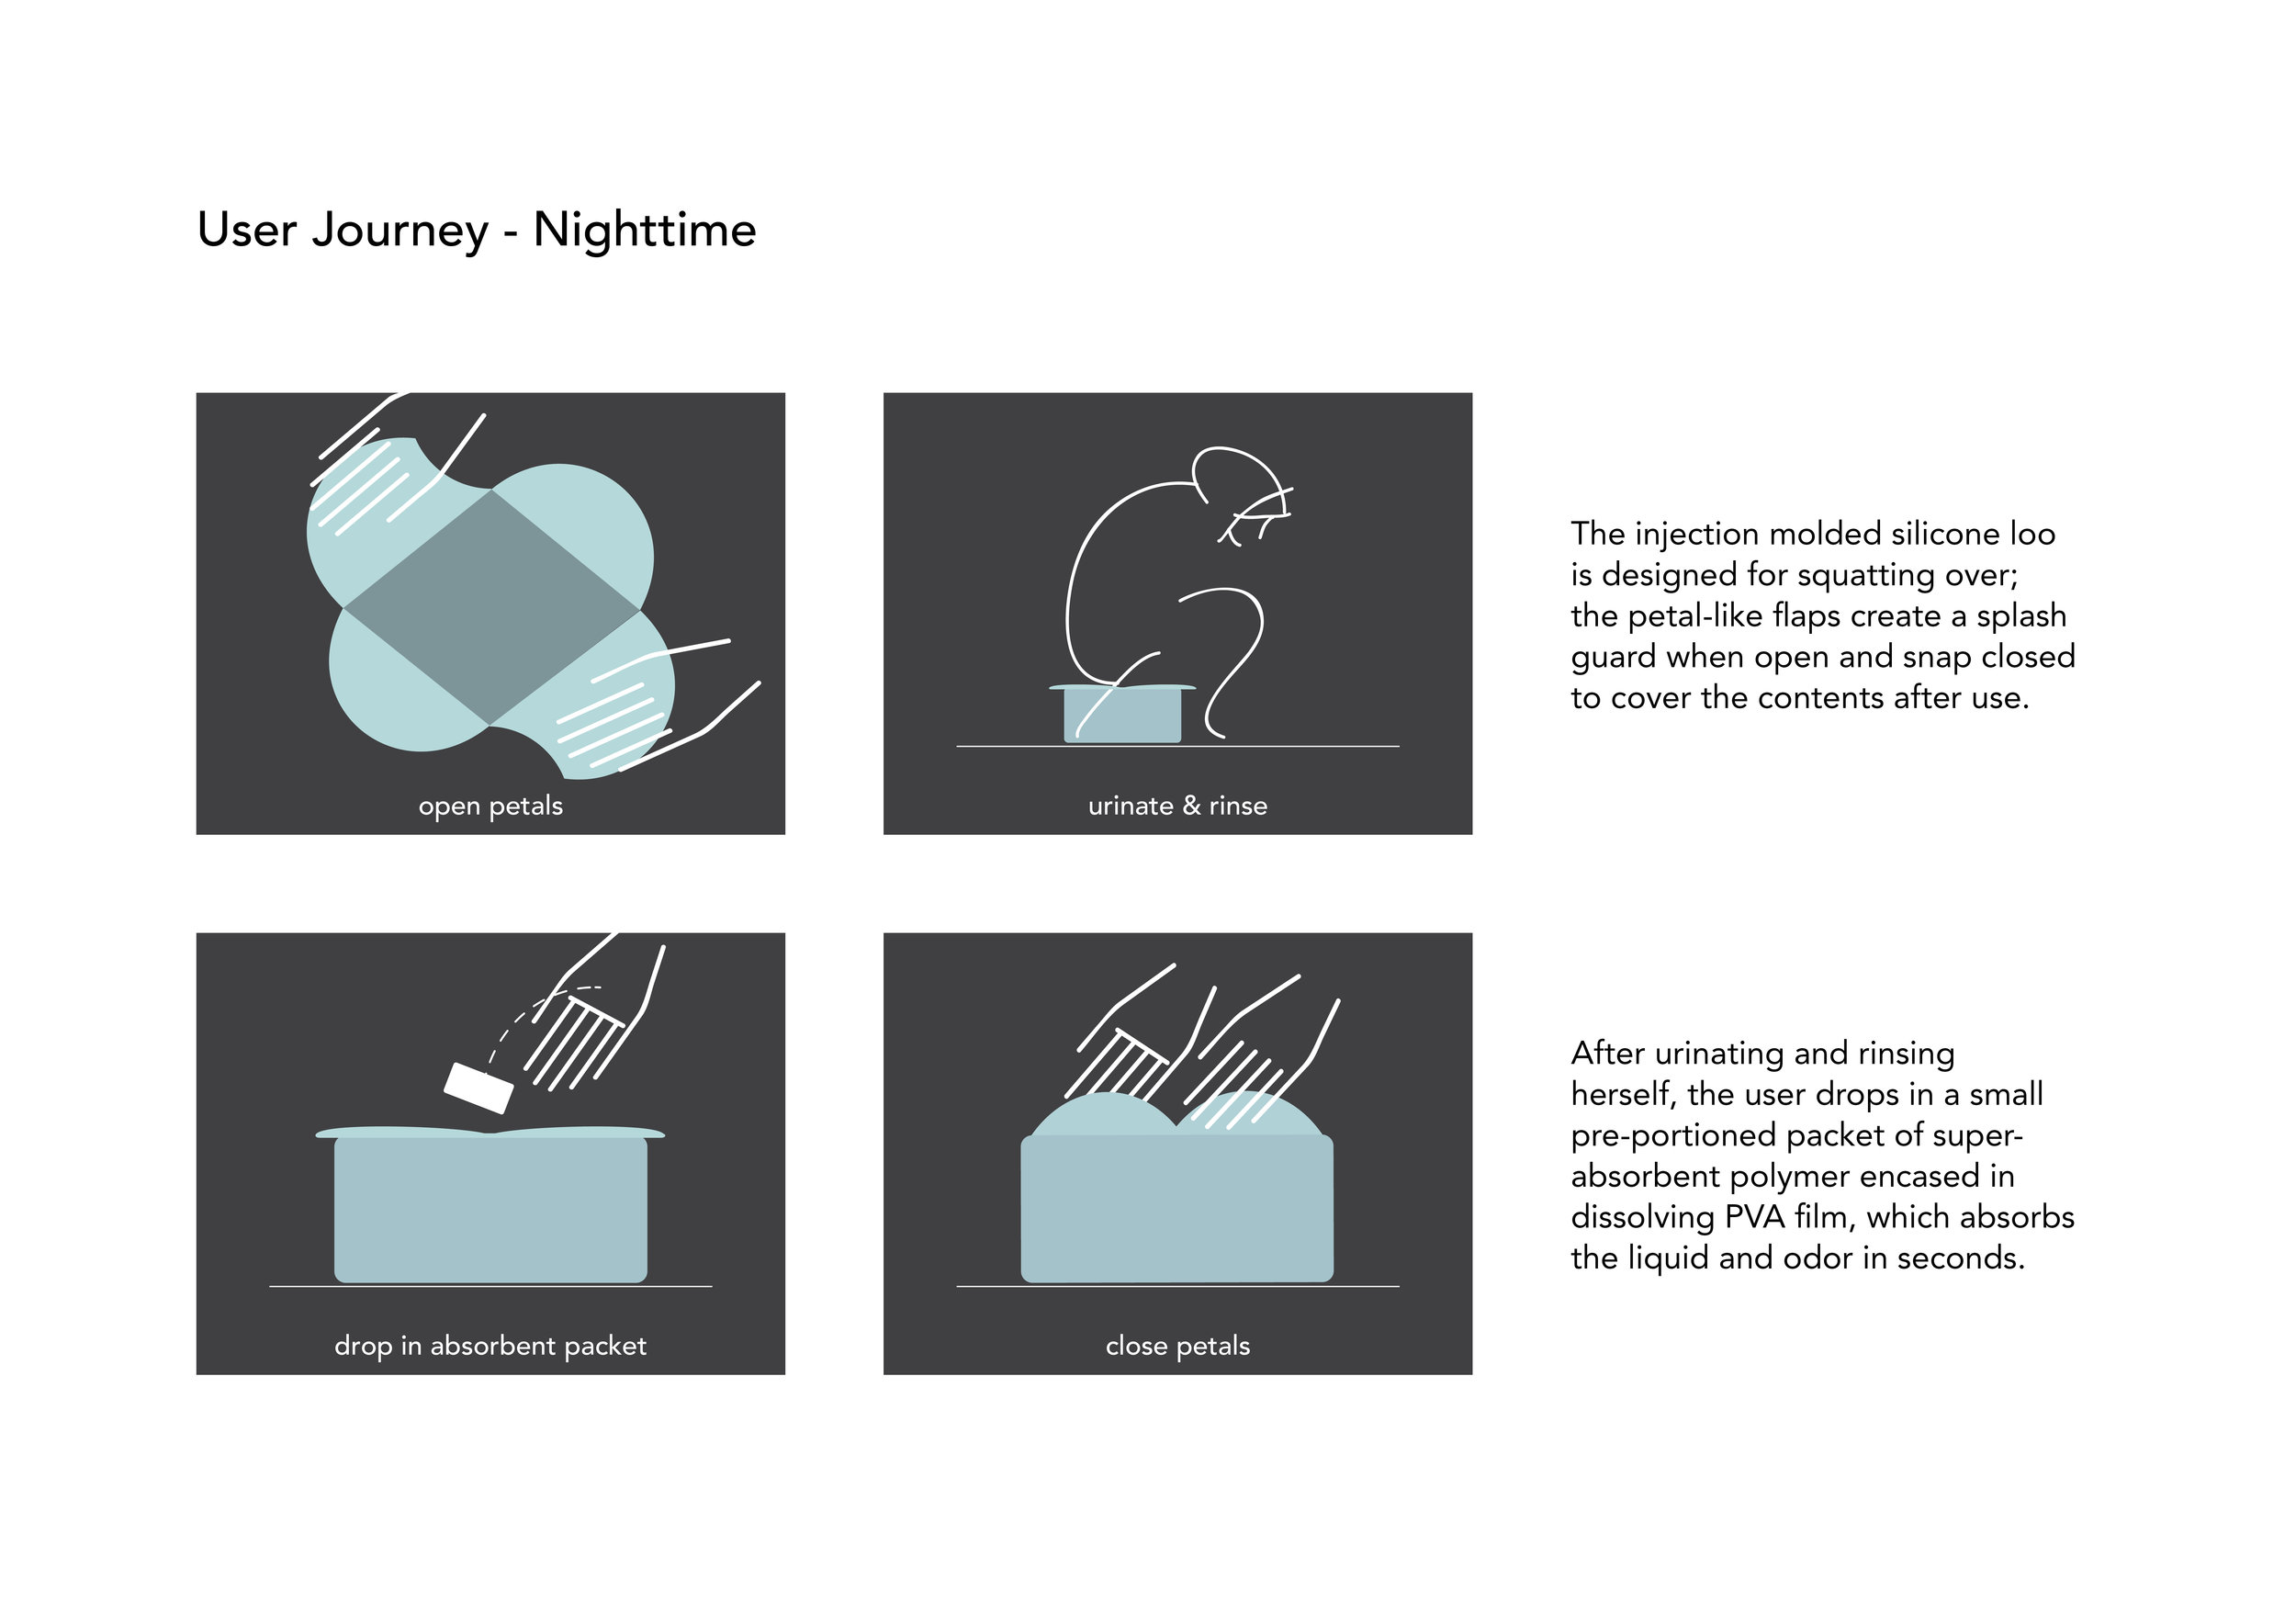 User Journey - Nighttime
open petals
urinate & rinse
The injection molded silicone loo
is designed for squatting over;
the petal-like flaps create a splash
guard when open and snap closed
to cover the contents after use.
drop in absorbent packet
close petals
After urinating and rinsing
herself, the user drops in a small
pre-portioned packet of super-
absorbent polymer encased in
dissolving PVA film, which absorbs
the liquid and odor in seconds.